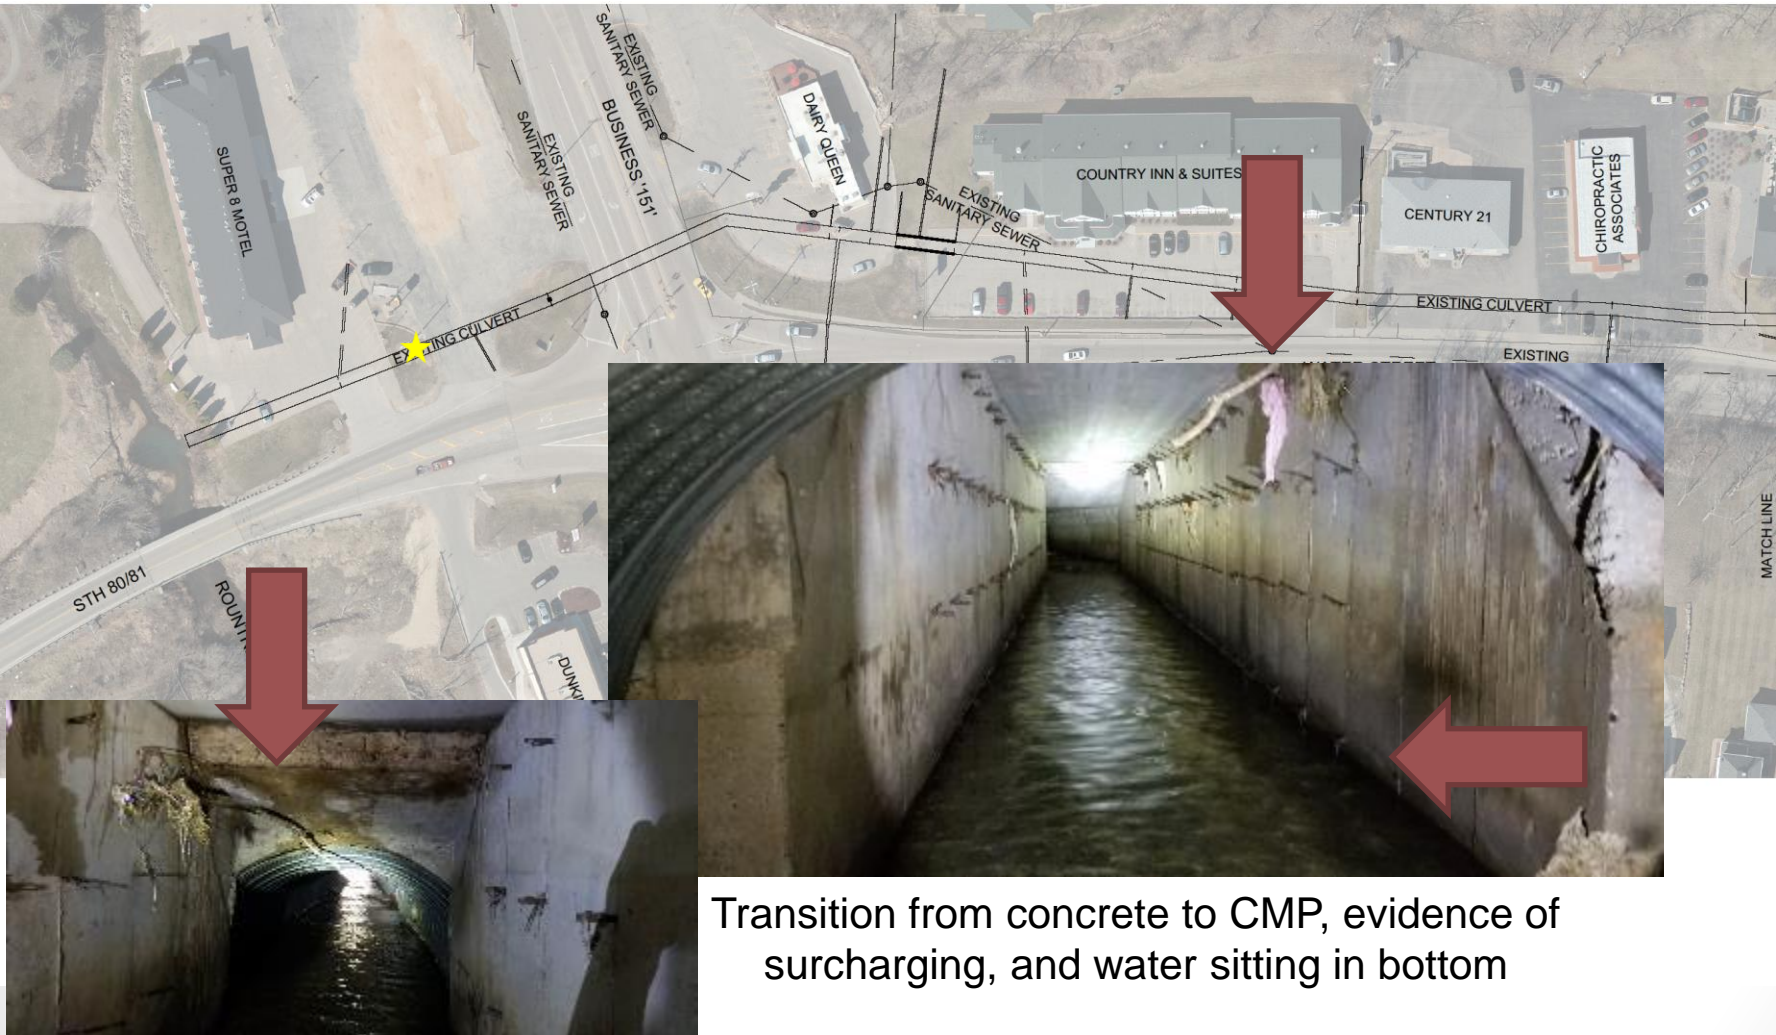 EXISTING
SANITARY SEWER
EXISTING
SANITARY SEWER
BUSINESS '151'
DAIRY QUEEN
SUPER 8 MOTEL
EXISTING
SANITARY SEWER
COUNTRY INN & SUITES
CENTURY 21
CHIROPRACTIC
ASSOCIATES
EXISTING CULVERT
EXISTING CULVERT
EXISTING
MATCH LINE
STH 80/81
Transition from concrete to CMP, evidence of
surcharging, and water sitting in bottom